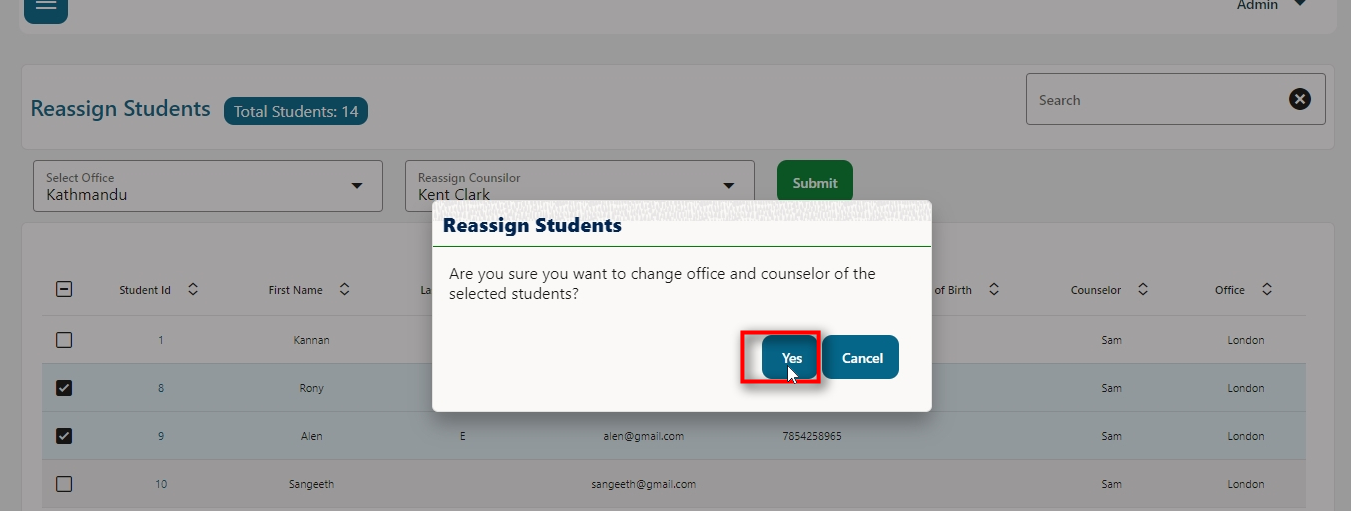 Admin
Reassign Students
Total Students: 14
Search
Select Office
Kathmandu
Reassign Counsilor
Kent Clark
Submit
Reassign Students
Are you sure you want to change office and counselor of the
selected students?
Yes
Cancel
Student Id
First Name
La
of Birth
Counselor
Office
1
Kannan
Sam
London
8
Rony
Sam
London
9
Alen
E
alen@gmail.com
7854258965
Sam
London
10
Sangeeth
sangeeth@gmail.com
Sam
London